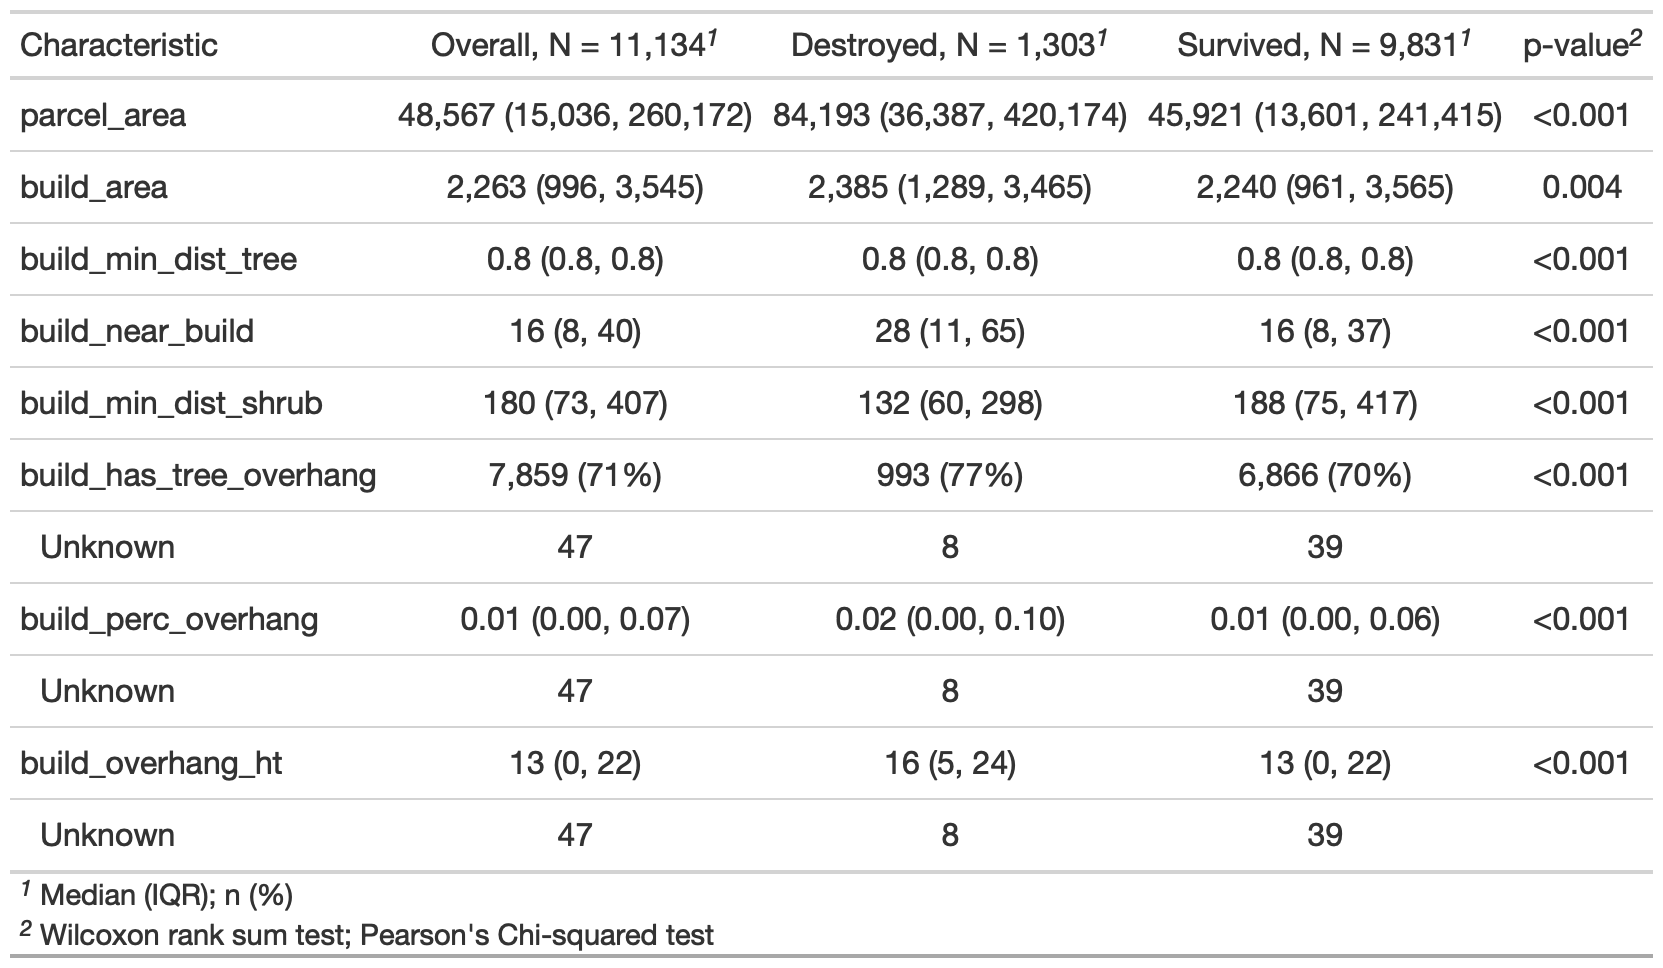 Characteristic Overall, N = 11,134¹ Destroyed, N = 1,303¹ Survived, N = 9,831¹ p-value²
parcel_area 48,567 (15,036, 260,172) 84,193 (36,387, 420,174) 45,921 (13,601, 241,415) <0.001
build_area 2,263 (996, 3,545) 2,385 (1,289, 3,465) 2,240 (961, 3,565) 0.004
build_min_dist_tree 0.8 (0.8, 0.8) 0.8 (0.8, 0.8) 0.8 (0.8, 0.8) <0.001
build_near_build 16 (8, 40) 28 (11, 65) 16 (8, 37) <0.001
build_min_dist_shrub 180 (73, 407) 132 (60, 298) 188 (75, 417) <0.001
build_has_tree_overhang 7,859 (71%) 993 (77%) 6,866 (70%) <0.001
Unknown 47 8 39
build_perc_overhang 0.01 (0.00, 0.07) 0.02 (0.00, 0.10) 0.01 (0.00, 0.06) <0.001
Unknown 47 8 39
build_overhang_ht 13 (0, 22) 16 (5, 24) 13 (0, 22) <0.001
Unknown 47 8 39
¹ Median (IQR); n (%)
² Wilcoxon rank sum test; Pearson's Chi-squared test